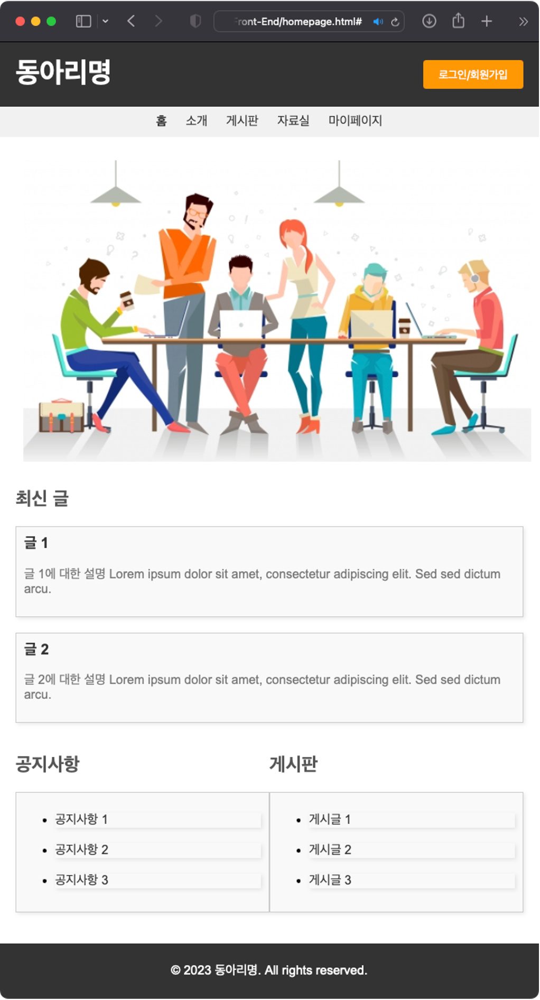 ront-End/homepage.html#
동아리명
로그인/회원가입
홈 소개 게시판 자료실 마이페이지
최신 글
글 1
글 1에 대한 설명 Lorem ipsum dolor sit amet, consectetur adipiscing elit. Sed sed dictum
arcu.
글 2
글 2에 대한 설명 Lorem ipsum dolor sit amet, consectetur adipiscing elit. Sed sed dictum
arcu.
공지사항
공지사항 1
공지사항 2
공지사항 3
게시판
게시글 1
게시글 2
게시글 3
© 2023 동아리명. All rights reserved.